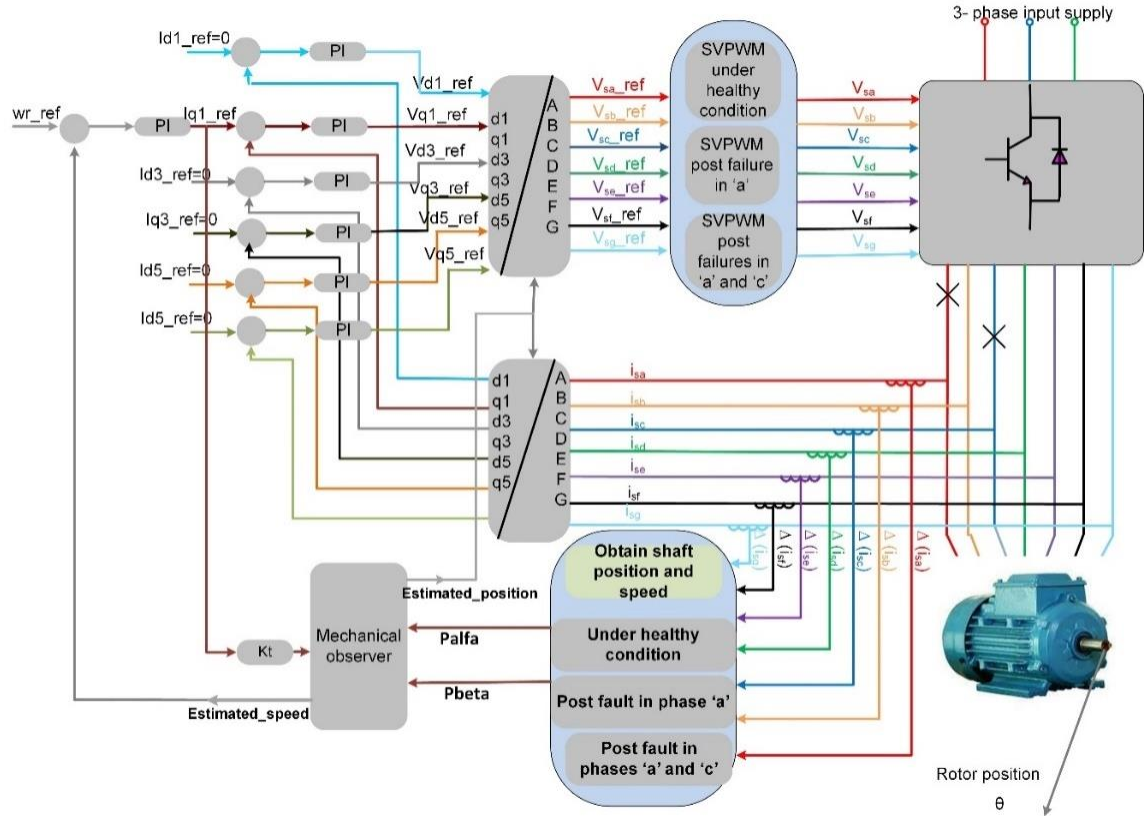 3- phase input supply
Id1_ref=0
PI
Vd1_ref
wr_ref
PI
Iq1_ref
PI
Vq1_ref
Id3_ref=0
PI
Vd3_ref
Iq3_ref=0
PI
Vq3_ref
Id5_ref=0
PI
Vd5_ref
Id5_ref=0
PI
Vq5_ref
d1
q1
d3
q3
d5
q5
A
B
C
D
E
F
G
Vsa_ref
Vsb_ref
Vsc_ref
Vsd_ref
Vse_ref
Vsf_ref
Vsg_ref
SVPWM
under
healthy
condition
SVPWM
post failure
in 'a'
SVPWM
post
failures in
'a' and 'c'
Vsa
Vsb
Vsc
Vsd
Vse
Vsf
Vsg
d1
q1
d3
q3
d5
q5
A
B
C
D
E
F
G
isa
isb
isc
isd
ise
isf
isg
Δ (isg)
Δ (isf)
Δ (ise)
Δ (isd)
Δ (isc)
Δ (isb)
Δ (isa)
Obtain shaft
position and
speed
Under healthy
condition
Post fault in phase 'a'
Post fault in
phases 'a' and 'c'
Estimated_position
Palfa
Pbeta
Mechanical
observer
Kt
Estimated_speed
Rotor position
θ